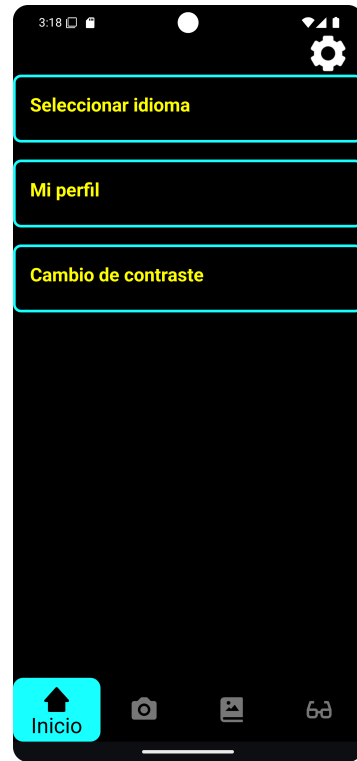 3:18
Seleccionar idioma
Mi perfil
Cambio de contraste
Inicio